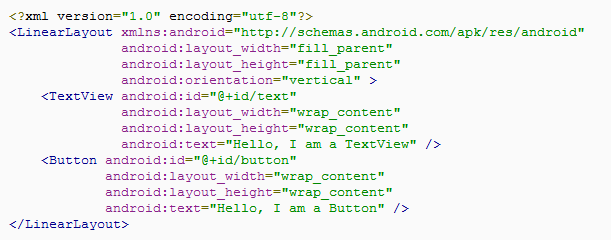 <?xml version="1.0" encoding="utf-8"?>
<LinearLayout xmlns:android="http://schemas.android.com/apk/res/android"
              android:layout_width="fill_parent"
              android:layout_height="fill_parent"
              android:orientation="vertical" >
    <TextView android:id="@+id/text"
              android:layout_width="wrap_content"
              android:layout_height="wrap_content"
              android:text="Hello, I am a TextView" />
    <Button android:id="@+id/button"
            android:layout_width="wrap_content"
            android:layout_height="wrap_content"
            android:text="Hello, I am a Button" />
</LinearLayout>